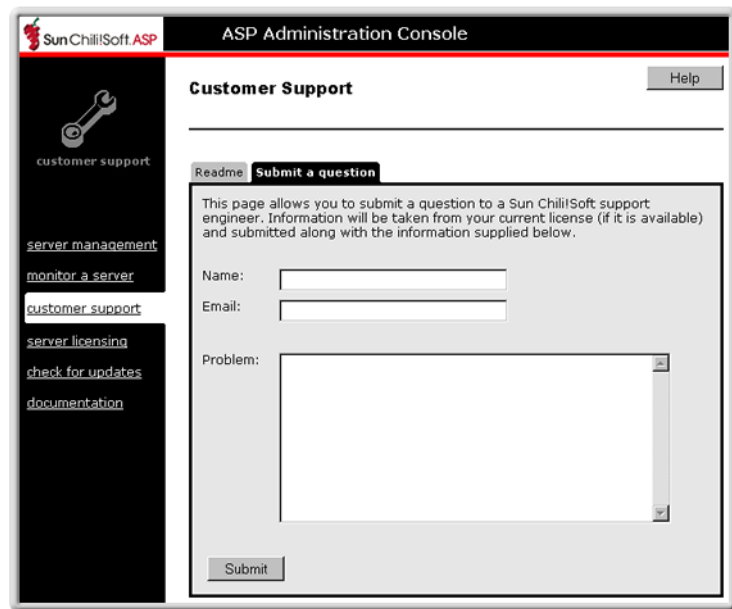 Sun Chili!Soft ASP
ASP Administration Console
Customer Support
Help
customer support
Readme
Submit a question
This page allows you to submit a question to a Sun Chili!Soft support
engineer. Information will be taken from your current license (if it is available)
and submitted along with the information supplied below.
server management
monitor a server
customer support
server licensing
check for updates
documentation
Name:
Email:
Problem:
Submit